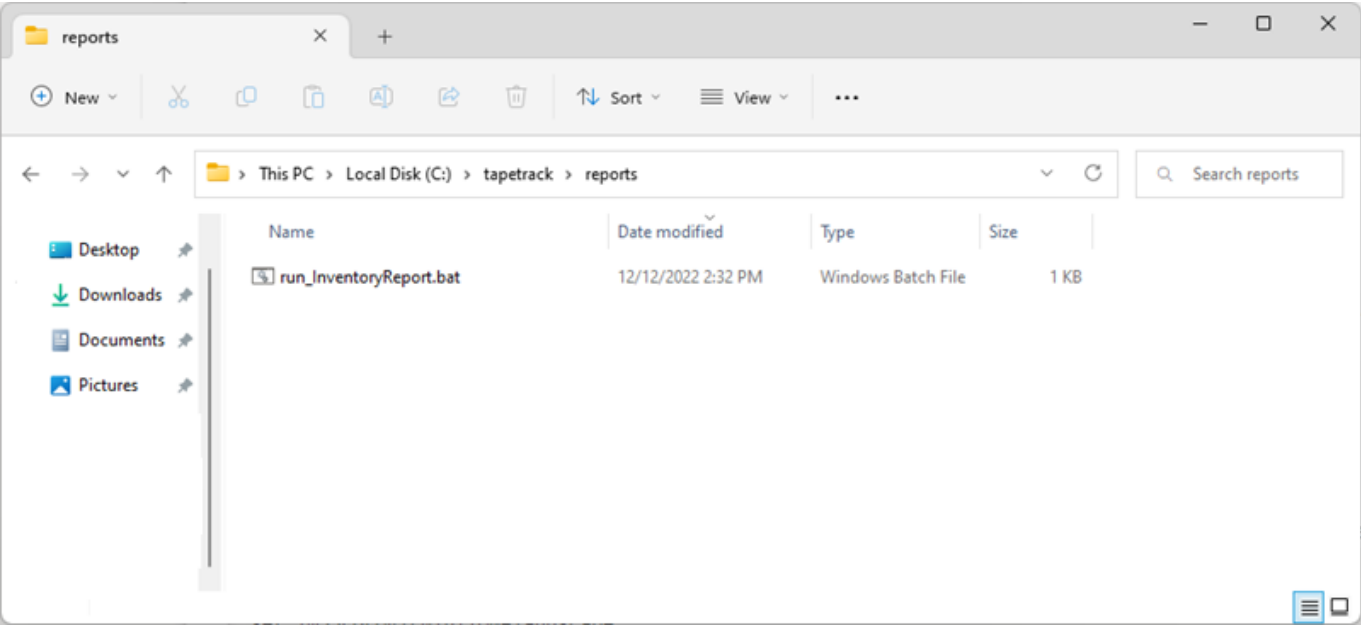 reports
New Sort View
This PC > Local Disk (C:) > tapetrack > reports Search reports
Name Date modified Type Size
Desktop
run_InventoryReport.bat 12/12/2022 2:32 PM Windows Batch File 1 KB
Downloads
Documents
Pictures